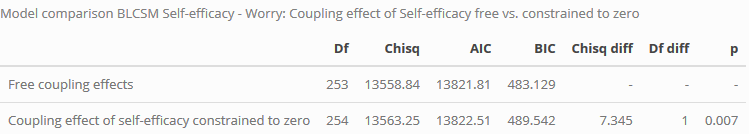 Model comparison BLCSM Self-efficacy - Worry: Coupling effect of Self-efficacy free vs. constrained to zero
Df Chisq AIC BIC Chisq diff Df diff p
Free coupling effects 253 13558.84 13821.81 483.129 - - -
Coupling effect of self-efficacy constrained to zero 254 13563.25 13822.51 489.542 7.345 1 0.007